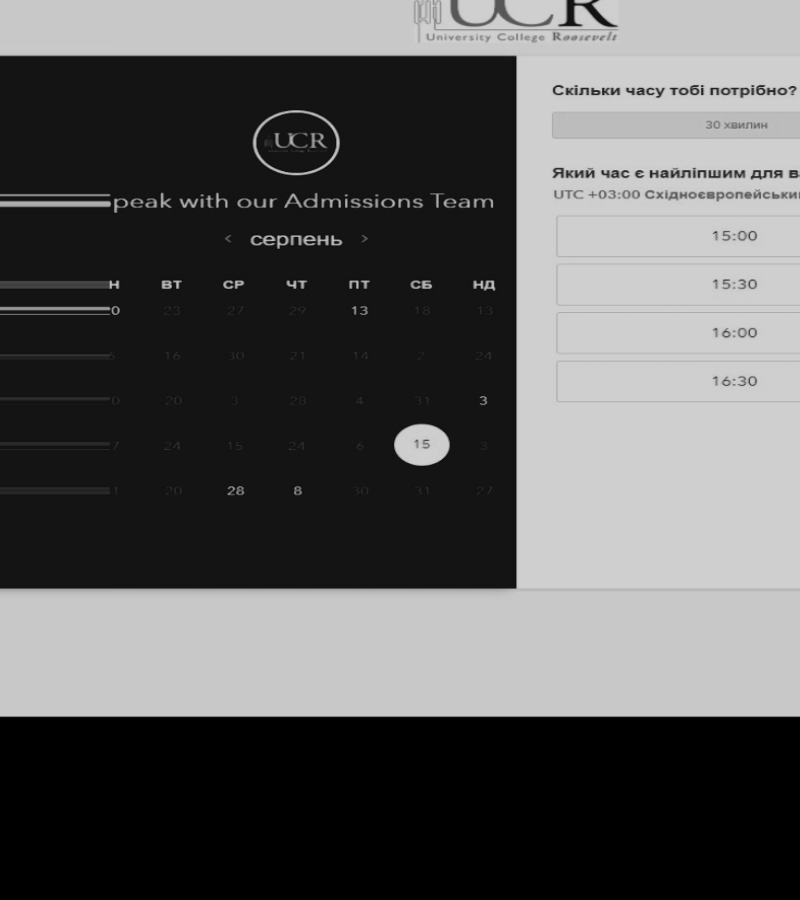 UCR
University College Roosevelt
UCR
peak with our Admissions Team
< серпень >
Н ВТ СР ЧТ ПТ СБ НД
0 23 27 29 13 18 13
6 16 30 21 14 2 24
0 20 3 28 4 31 3
7 24 15 24 6 15 3
1 20 28 8 30 31 27
Скільки часу тобі потрібно?
30 хвилин
Який час є найліпшим для в
UTC +03:00 Східноєвропейськи
15:00
15:30
16:00
16:30